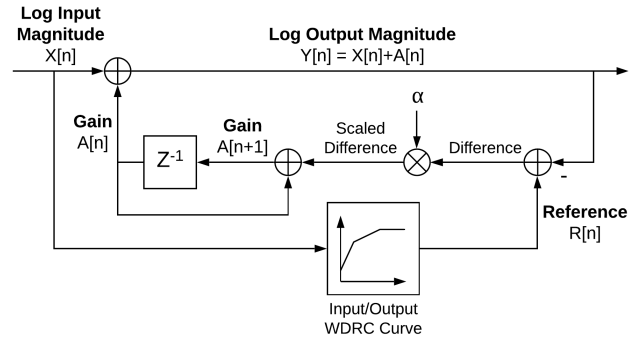 Log Input
Magnitude
X[n]
Log Output Magnitude
Y[n] = X[n]+A[n]
Gain
A[n]
Z-1
Gain
A[n+1]
Scaled
Difference
α
Difference
-
Reference
R[n]
Input/Output
WDRC Curve